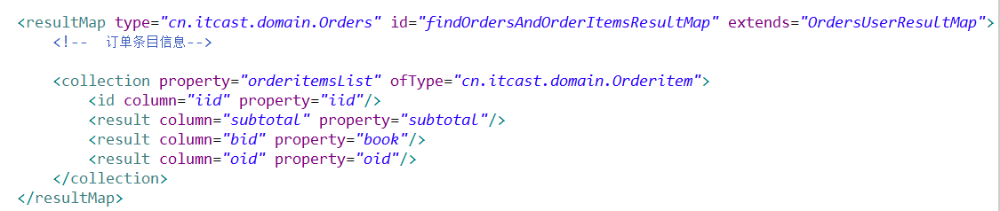 <resultMap type="cn.itcast.domain.Orders" id="findOrdersAndOrderItemsResultMap" extends="OrdersUserResultMap">
<!-- 订单条目信息-->
<collection property="orderitemsList" ofType="cn.itcast.domain.Orderitem">
<id column="iid" property="iid"/>
<result column="subtotal" property="subtotal"/>
<result column="bid" property="book"/>
<result column="oid" property="oid"/>
</collection>
</resultMap>